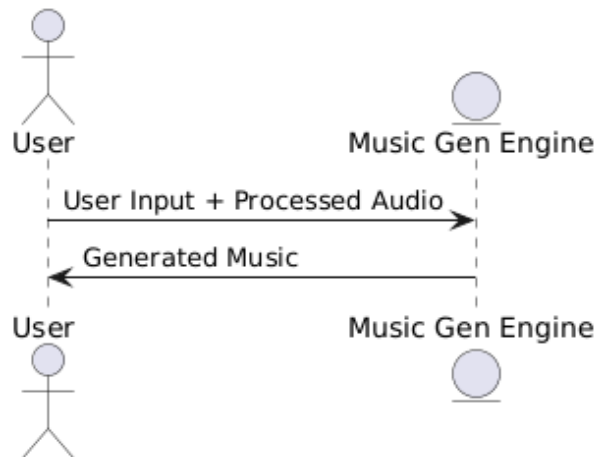 User
Music Gen Engine
User Input + Processed Audio
Generated Music
User
Music Gen Engine